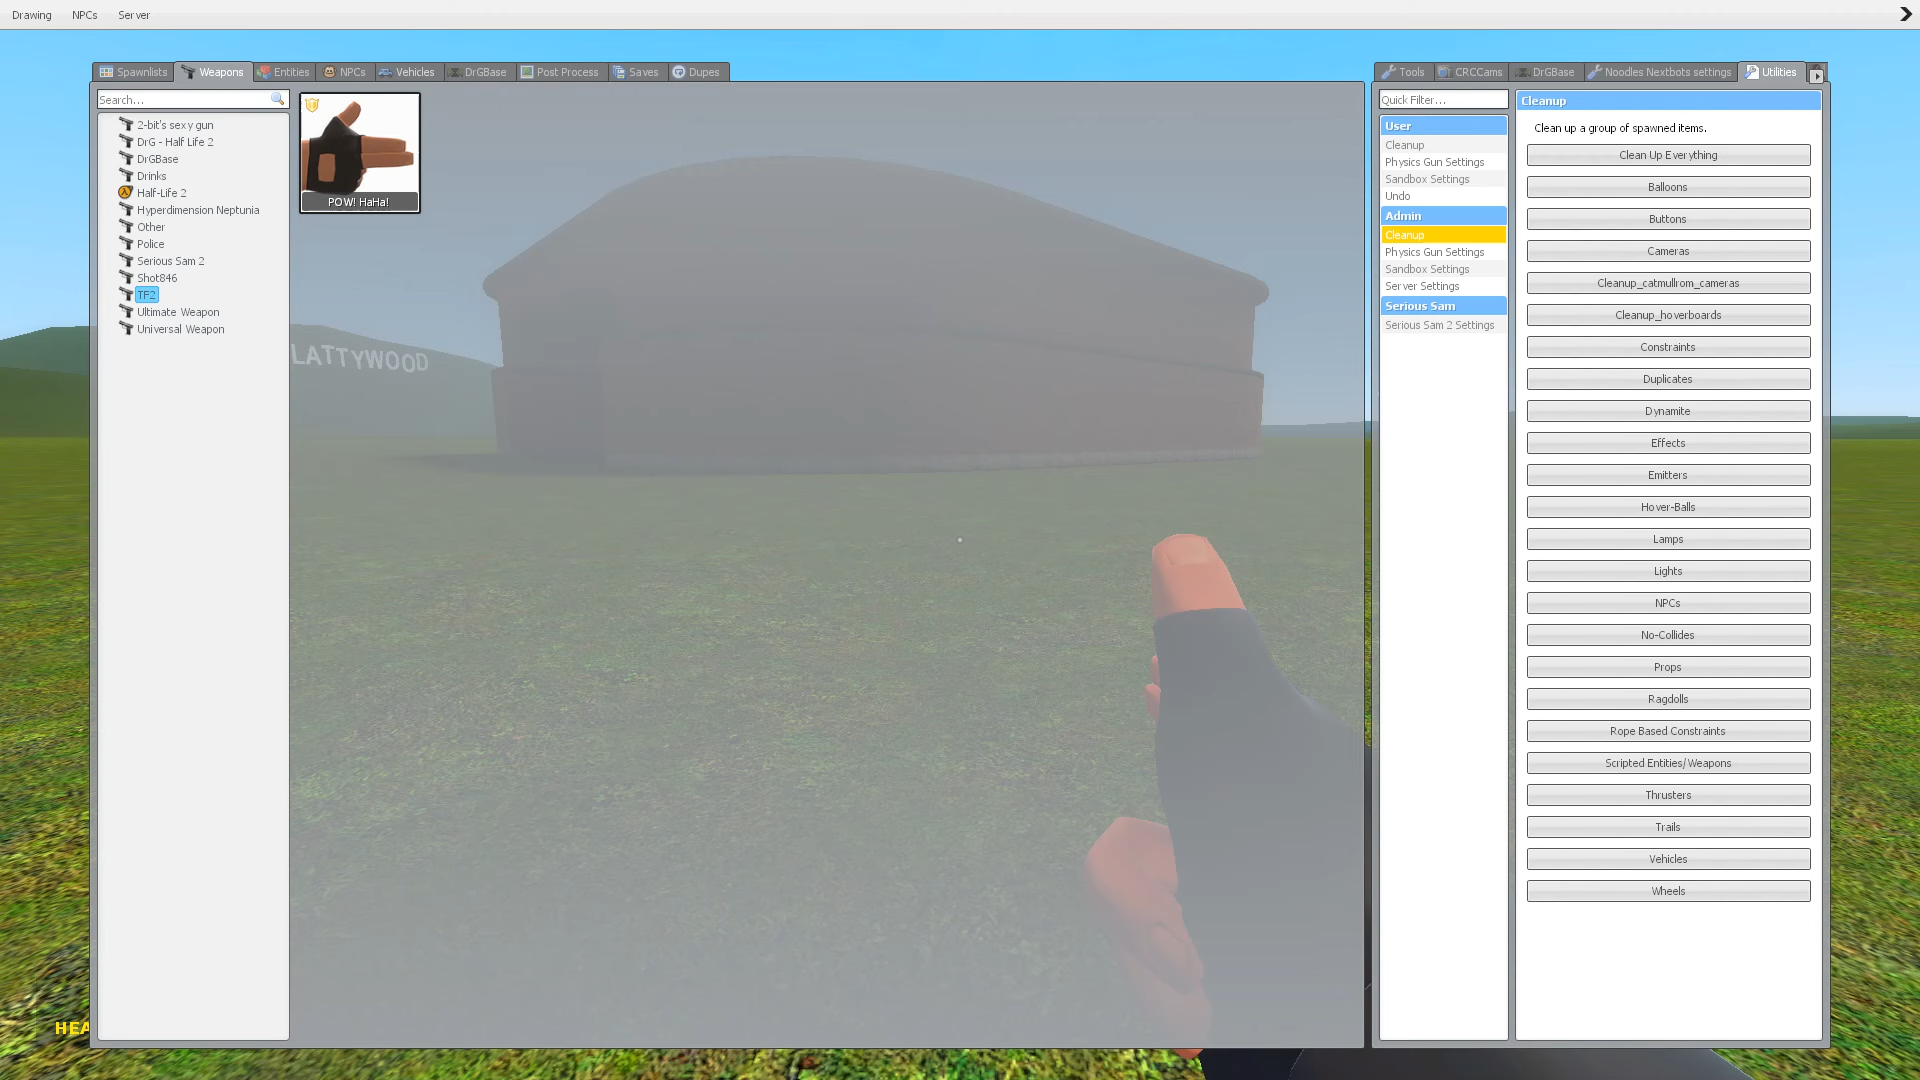 Drawing NPCs Server
Spawnlists Weapons Entities NPCs Vehicles DrGBase Post Process Saves Dupes
Tools CRCCams DrGBase Noodles Nextbots settings Utilities
Search...
2-bit's sexy gun
DrG - Half Life 2
DrGBase
Drinks
Half-Life 2
Hyperdimension Neptunia
Other
Police
Serious Sam 2
Shot846
TF2
Ultimate Weapon
Universal Weapon
POW! HaHa!
LATTYWOOD
HEA
Quick Filter...
User
Cleanup
Physics Gun Settings
Sandbox Settings
Undo
Admin
Cleanup
Physics Gun Settings
Sandbox Settings
Server Settings
Serious Sam
Serious Sam 2 Settings
Cleanup
Clean up a group of spawned items.
Clean Up Everything
Balloons
Buttons
Cameras
Cleanup_catmullrom_cameras
Cleanup_hoverboards
Constraints
Duplicates
Dynamite
Effects
Emitters
Hover-Balls
Lamps
Lights
NPCs
No-Collides
Props
Ragdolls
Rope Based Constraints
Scripted Entities/Weapons
Thrusters
Trails
Vehicles
Wheels